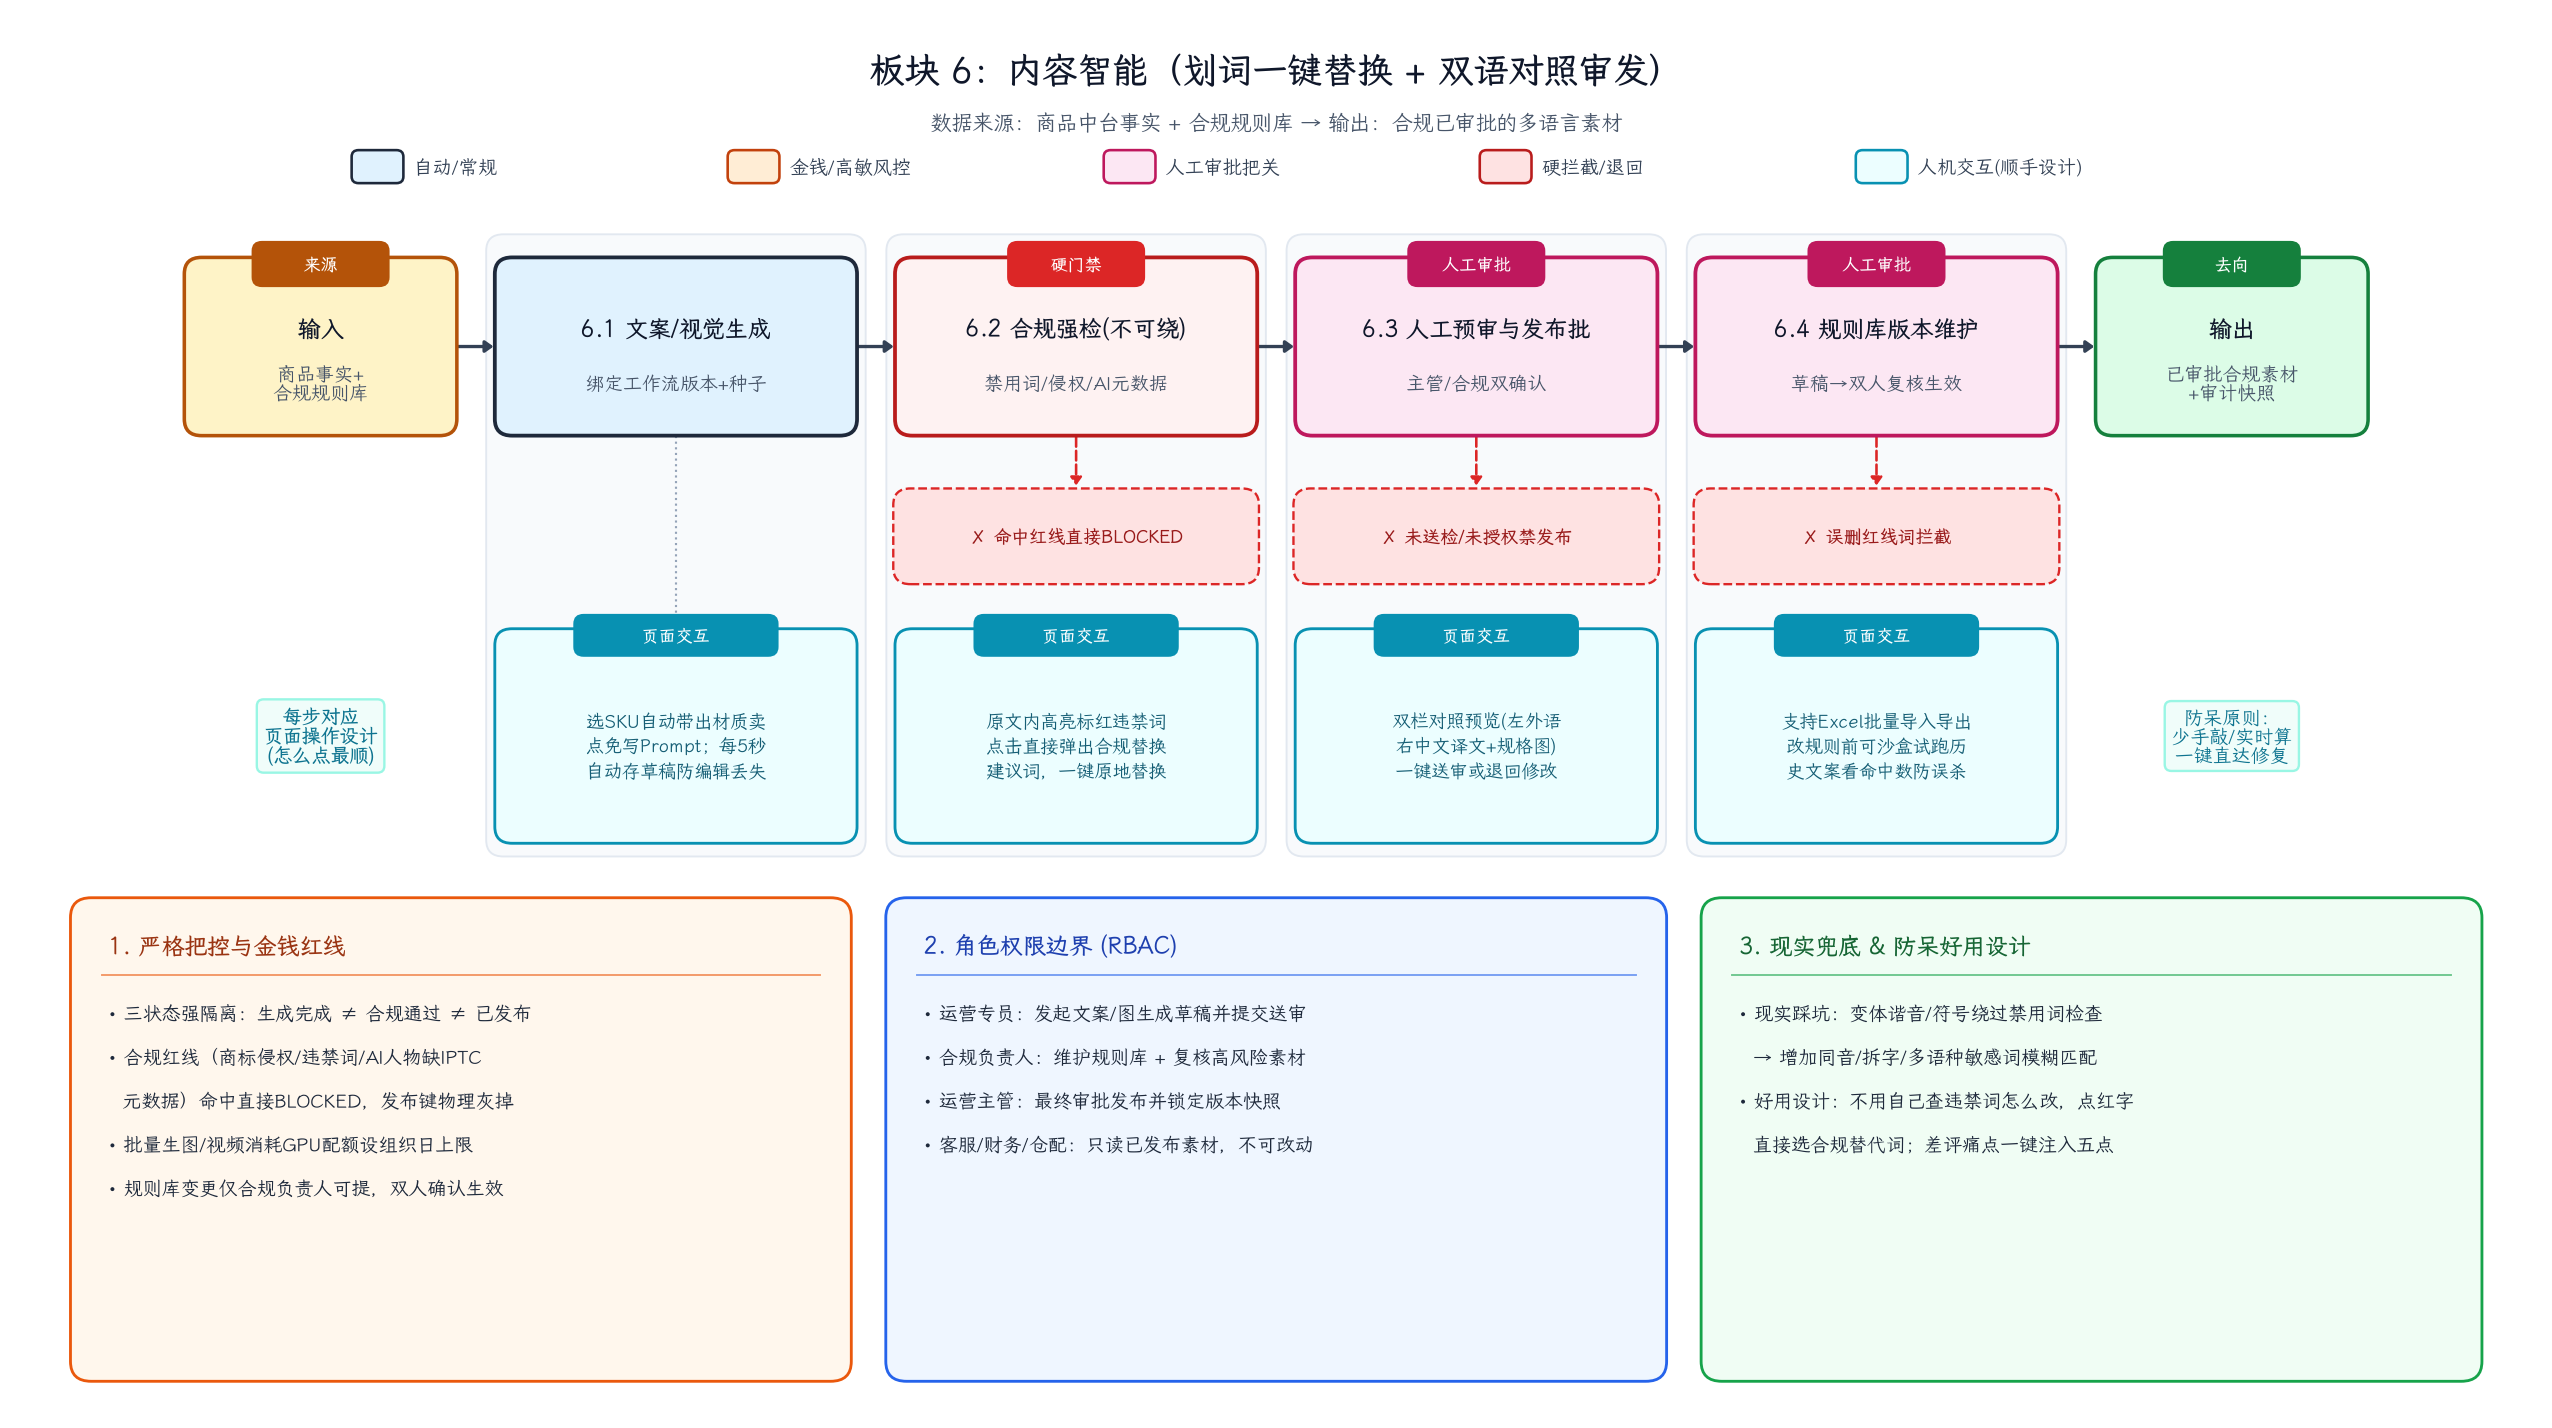 板块 6：内容智能（划词一键替换 + 双语对照审发）
数据来源：商品中台事实 + 合规规则库 → 输出：合规已审批的多语言素材
自动/常规
金钱/高敏风控
人工审批把关
硬拦截/退回
人机交互(顺手设计)
来源
输入
商品事实+
合规规则库
6.1 文案/视觉生成
绑定工作流版本+种子
硬门禁
6.2 合规强检(不可绕)
禁用词/侵权/AI元数据
人工审批
6.3 人工预审与发布批
主管/合规双确认
人工审批
6.4 规则库版本维护
草稿→双人复核生效
去向
输出
已审批合规素材
+审计快照
X 命中红线直接BLOCKED
X 未送检/未授权禁发布
X 误删红线词拦截
每步对应
页面操作设计
(怎么点最顺)
页面交互
选SKU自动带出材质卖
点免写Prompt；每5秒
自动存草稿防编辑丢失
页面交互
原文内高亮标红违禁词
点击直接弹出合规替换
建议词，一键原地替换
页面交互
双栏对照预览(左外语
右中文译文+规格图)
一键送审或退回修改
页面交互
支持Excel批量导入导出
改规则前可沙盒试跑历
史文案看命中数防误杀
防呆原则：
少手敲/实时算
一键直达修复
1. 严格把控与金钱红线
• 三状态强隔离：生成完成 ≠ 合规通过 ≠ 已发布
• 合规红线（商标侵权/违禁词/AI人物缺IPTC
元数据）命中直接BLOCKED，发布键物理灰掉
• 批量生图/视频消耗GPU配额设组织日上限
• 规则库变更仅合规负责人可提，双人确认生效
2. 角色权限边界 (RBAC)
• 运营专员：发起文案/图生成草稿并提交送审
• 合规负责人：维护规则库 + 复核高风险素材
• 运营主管：最终审批发布并锁定版本快照
• 客服/财务/仓配：只读已发布素材，不可改动
3. 现实兜底 & 防呆好用设计
• 现实踩坑：变体谐音/符号绕过禁用词检查
→ 增加同音/拆字/多语种敏感词模糊匹配
• 好用设计：不用自己查违禁词怎么改，点红字
直接选合规替代词；差评痛点一键注入五点